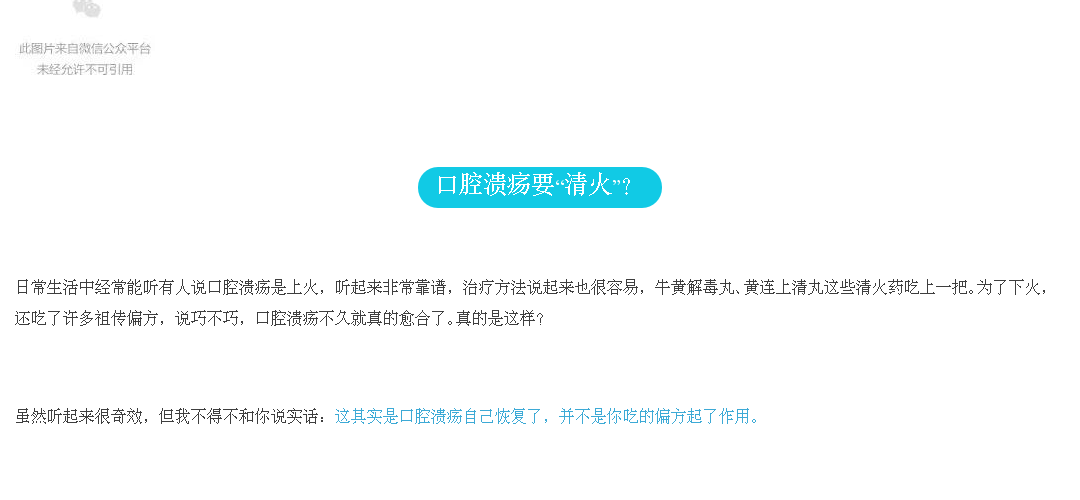 此图片来自微信公众平台
未经允许不可引用
口腔溃疡要“清火”？
日常生活中经常能听有人说口腔溃疡是上火，听起来非常靠谱，治疗方法说起来也很容易，牛黄解毒丸、黄连上清丸这些清火药吃上一把。为了下火，
还吃了许多祖传偏方，说巧不巧，口腔溃疡不久就真的愈合了。真的是这样？
虽然听起来很奇效，但我不得不和你说实话：这其实是口腔溃疡自己恢复了，并不是你吃的偏方起了作用。